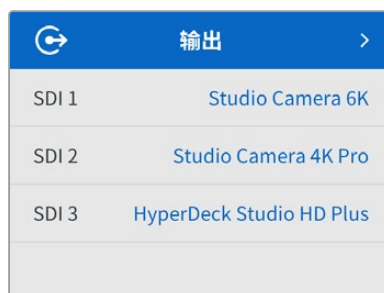 输出
SDI 1 Studio Camera 6K
SDI 2 Studio Camera 4K Pro
SDI 3 HyperDeck Studio HD Plus